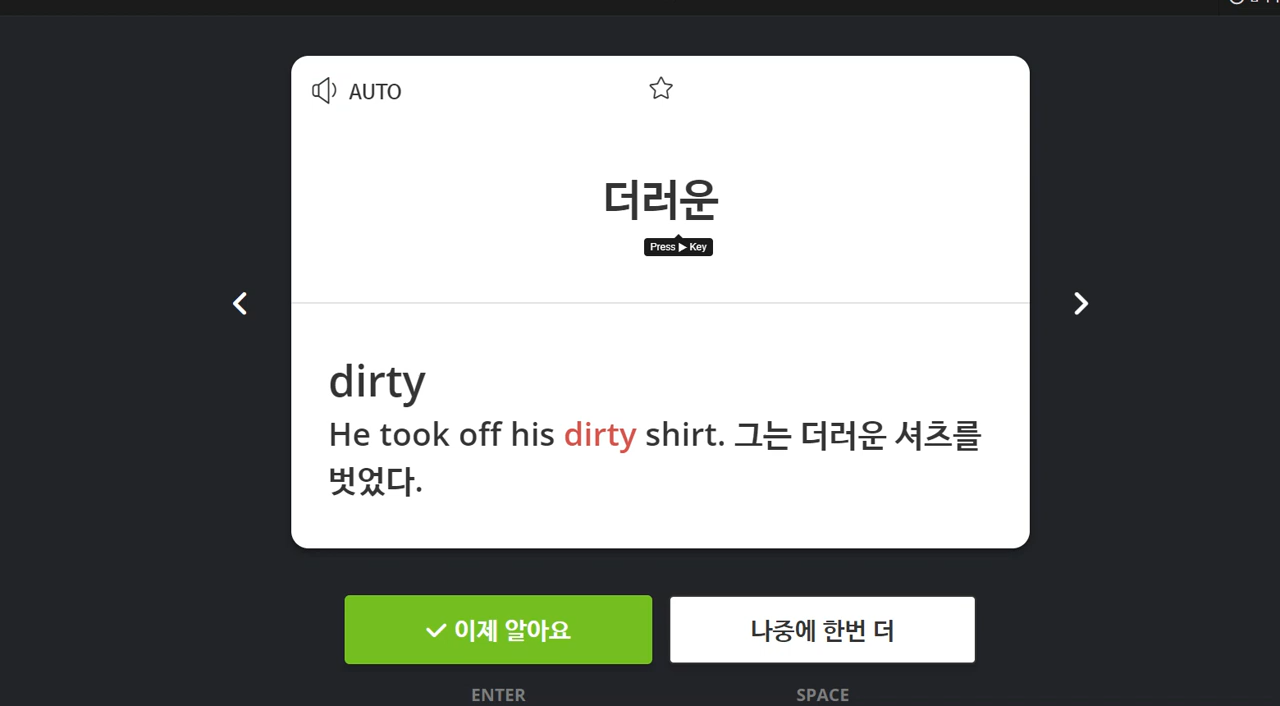 AUTO
더러운
Press ▶ Key
dirty
He took off his dirty shirt. 그는 더러운 셔츠를
벗었다.
이제 알아요
나중에 한번 더
ENTER
SPACE